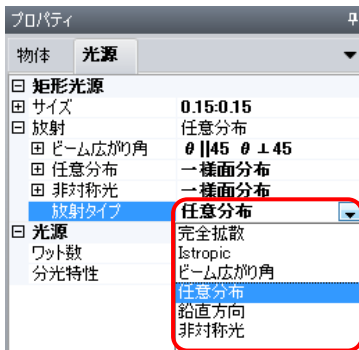 プロパティ
物体 光源
矩形光源
サイズ 0.15:0.15
放射 任意分布
ビーム広がり角 θ||45 θ⊥45
任意分布 一様面分布
非対称光 一様面分布
放射タイプ 任意分布
光源 完全拡散
ワット数 Istropic
分光特性 ビーム広がり角
任意分布
鉛直方向
非対称光